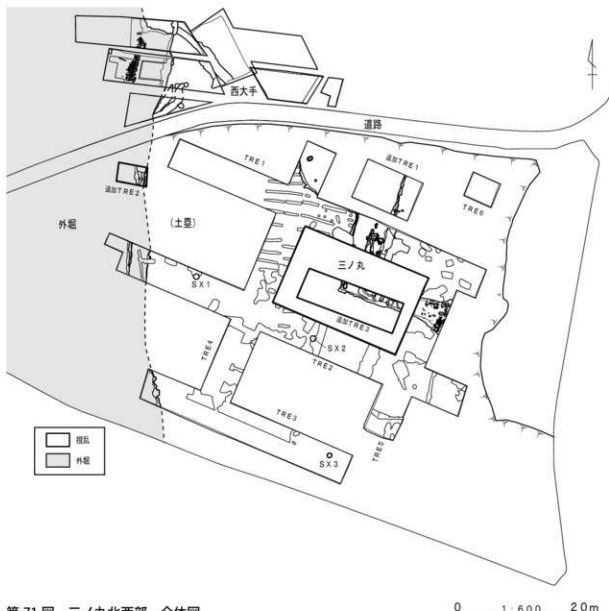 西大手
道路
TRE1
追加TRE1
TRE6
追加TRE2
外堀
(土塁)
三ノ丸
SX1
追加TRE3
SX2
TRE4
TRE2
TRE3
TRE5
SX3
撹乱
外堀
第71図 三ノ丸北西部 全体図
0 1:600 20m